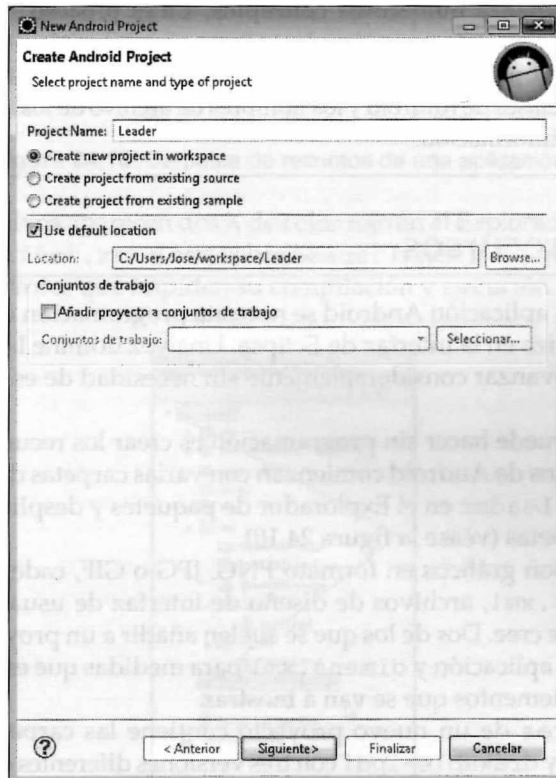 New Android Project
Create Android Project
Select project name and type of project
Project Name: Leader
Create new project in workspace
Create project from existing source
Create project from existing sample
Use default location
Location: C:/Users/Jose/workspace/Leader Browse...
Conjuntos de trabajo
Añadir proyecto a conjuntos de trabajo
Conjuntos de trabajo: Seleccionar...
? < Anterior Siguiente> Finalizar Cancelar